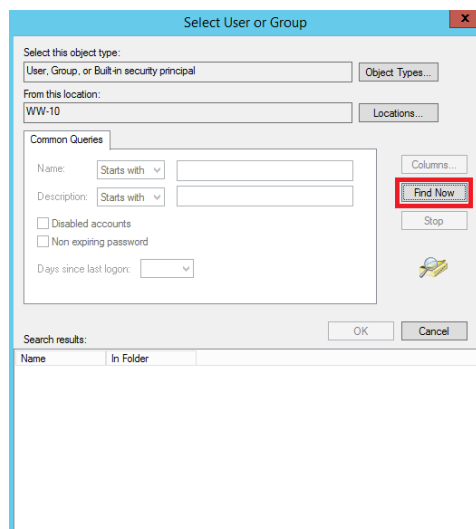 Select User or Group
x
Select this object type:
User, Group, or Built-in security principal
Object Types...
From this location:
WW-10
Locations...
Common Queries
Name:
Starts with
Columns...
Description:
Starts with
Find Now
Disabled accounts
Stop
Non expiring password
Days since last logon:
OK
Cancel
Search results:
Name
In Folder